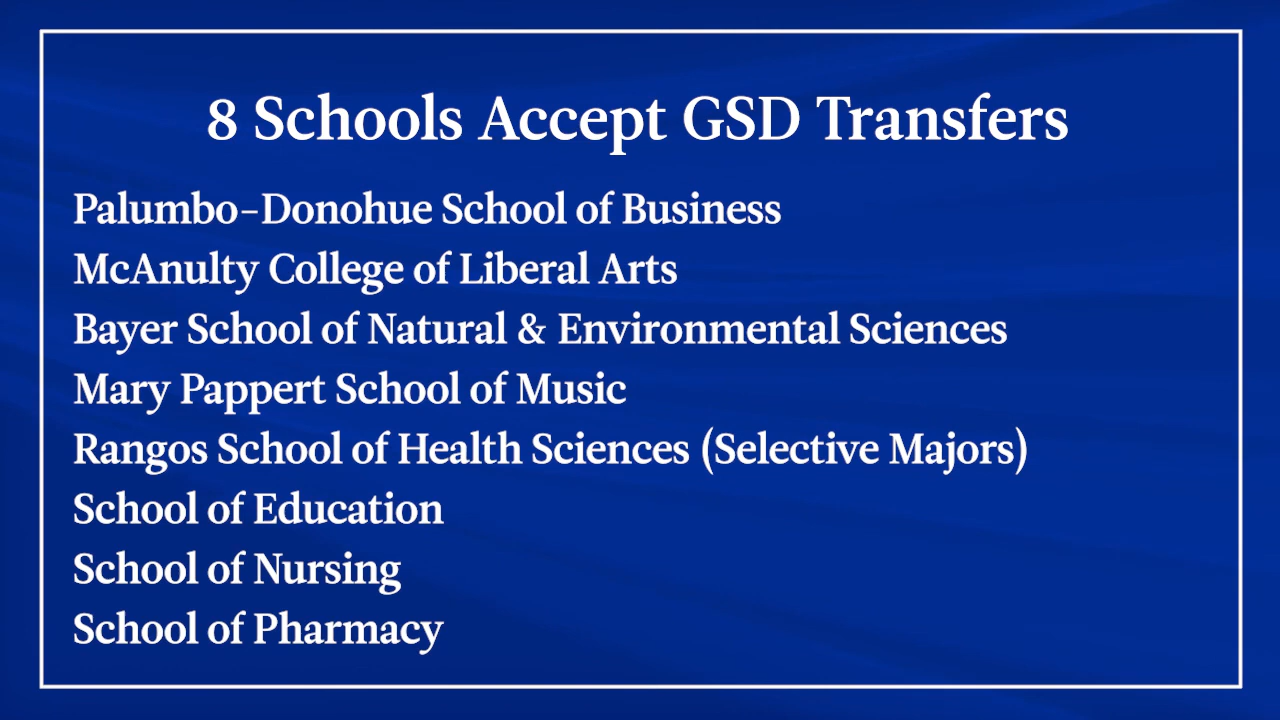 8 Schools Accept GSD Transfers
Palumbo-Donohue School of Business
McAnulty College of Liberal Arts
Bayer School of Natural & Environmental Sciences
Mary Pappert School of Music
Rangos School of Health Sciences (Selective Majors)
School of Education
School of Nursing
School of Pharmacy